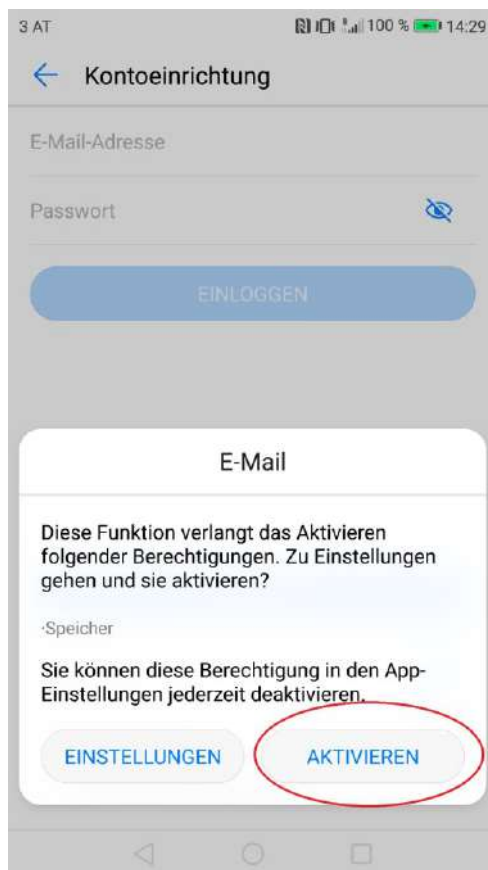 3 AT 100 % 14:29
Kontoeinrichtung
E-Mail-Adresse
Passwort
EINLOGGEN
E-Mail
Diese Funktion verlangt das Aktivieren
folgender Berechtigungen. Zu Einstellungen
gehen und sie aktivieren?
·Speicher
Sie können diese Berechtigung in den App-
Einstellungen jederzeit deaktivieren.
EINSTELLUNGEN AKTIVIEREN